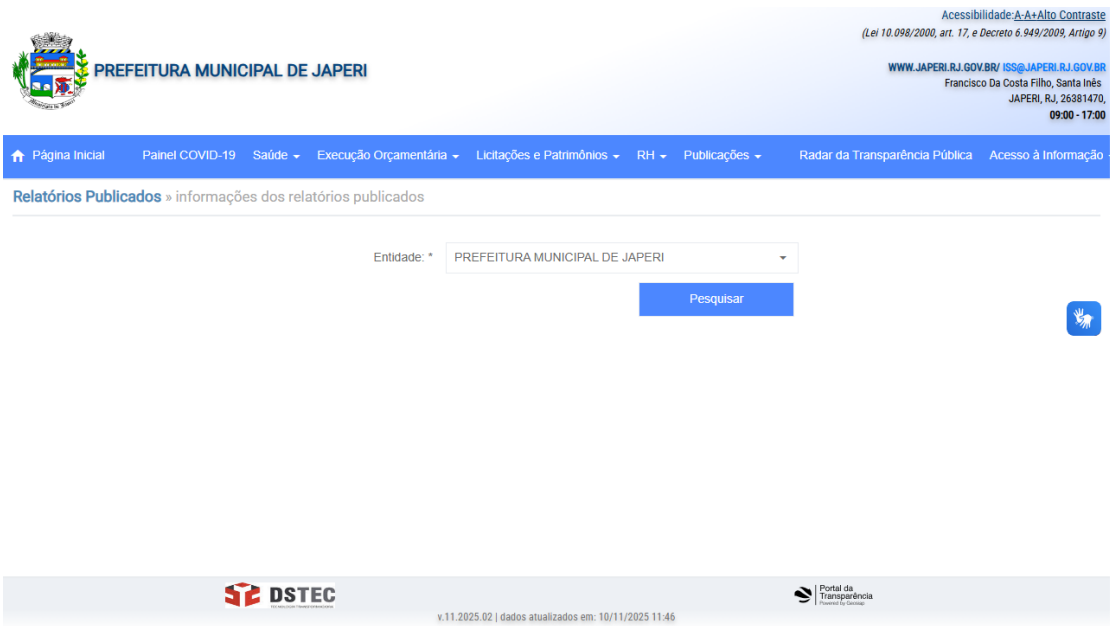 Acessibilidade:A-A+Alto Contraste
(Lei 10.098/2000, art. 17, e Decreto 6.949/2009, Artigo 9)
PREFEITURA MUNICIPAL DE JAPERI
WWW.JAPERI.RJ.GOV.BR/ ISS@JAPERI.RJ.GOV.BR
Francisco Da Costa Filho, Santa Inês
JAPERI, RJ, 26381470,
09:00 - 17:00
Página Inicial Painel COVID-19 Saúde Execução Orçamentária Licitações e Patrimônios RH Publicações Radar da Transparência Pública Acesso à Informação
Relatórios Publicados » informações dos relatórios publicados
Entidade: * PREFEITURA MUNICIPAL DE JAPERI
Pesquisar
DSTEC
Portal da
Transparência
Powered by Geosiap
v.11.2025.02 | dados atualizados em: 10/11/2025 11:46